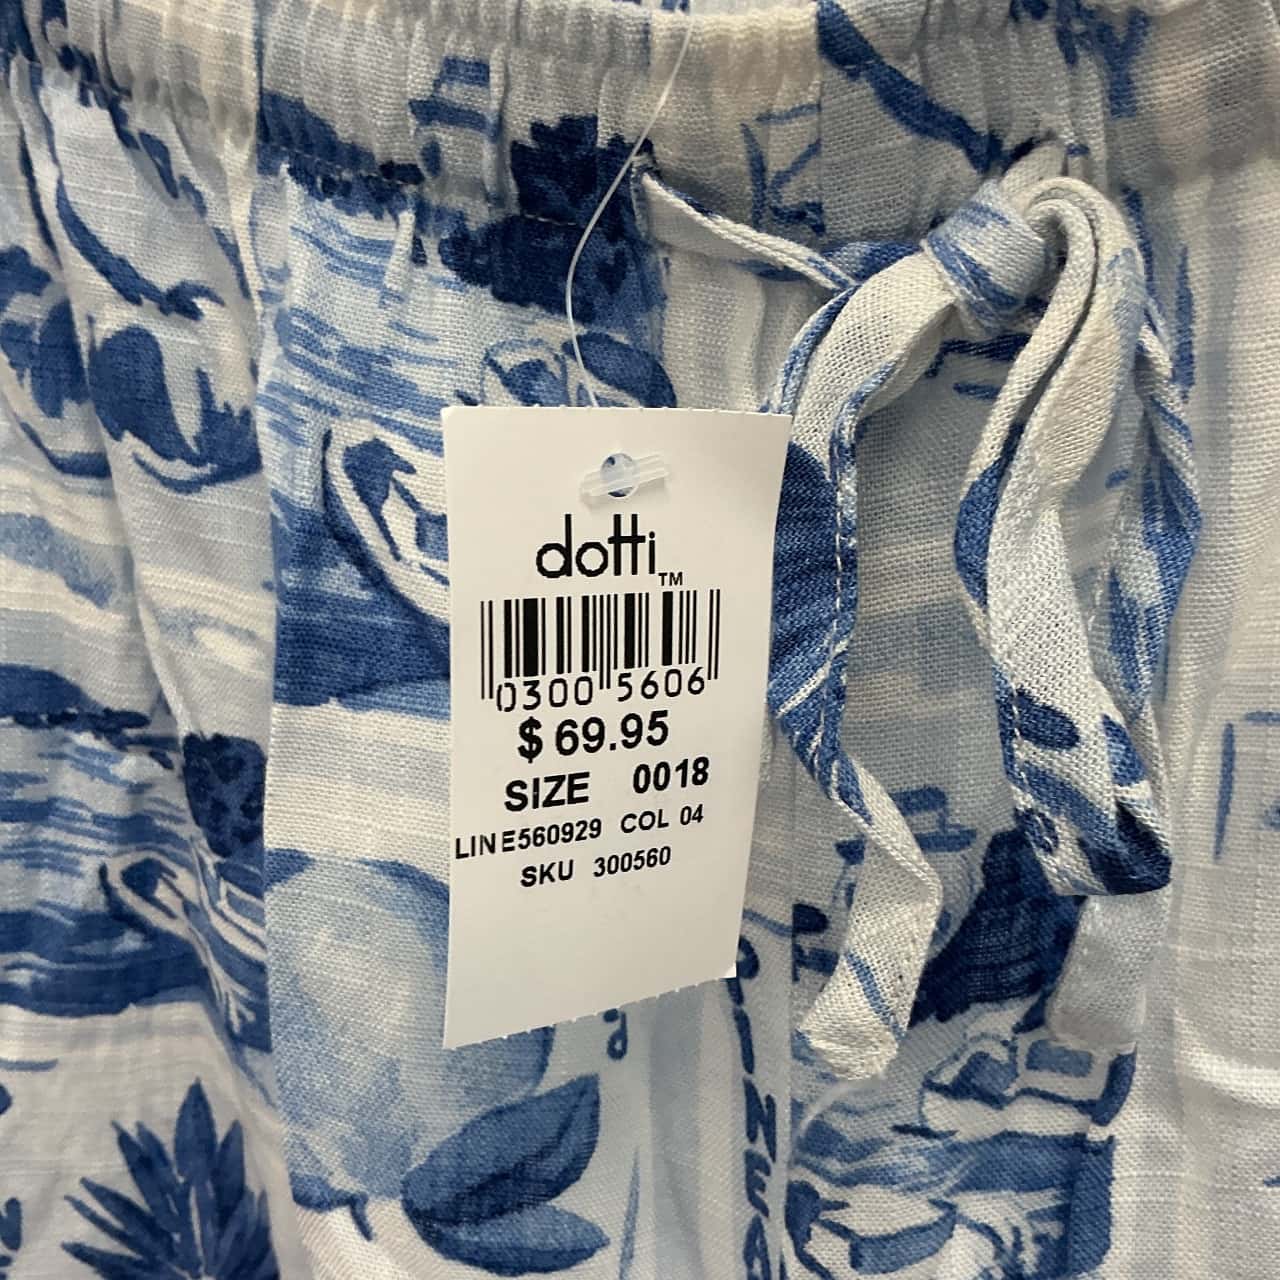 dotti
TM
0300 5606
$ 69.95
SIZE 0018
LINE560929 COL 04
SKU 300560